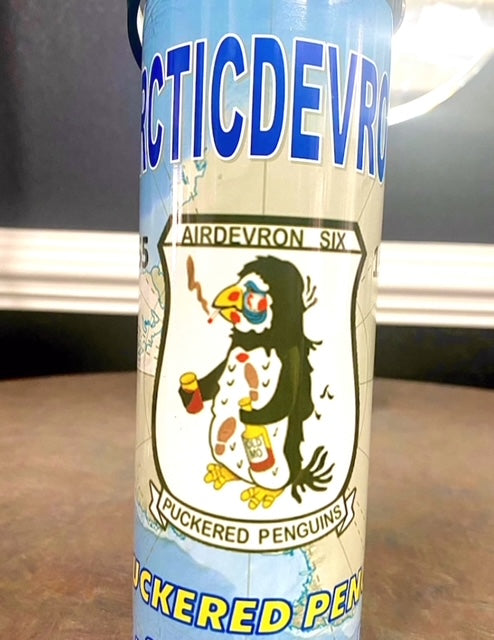 RCTICDEVRO
AIRDEVRON SIX
PUCKERED PENGUINS
UCKERED PEN